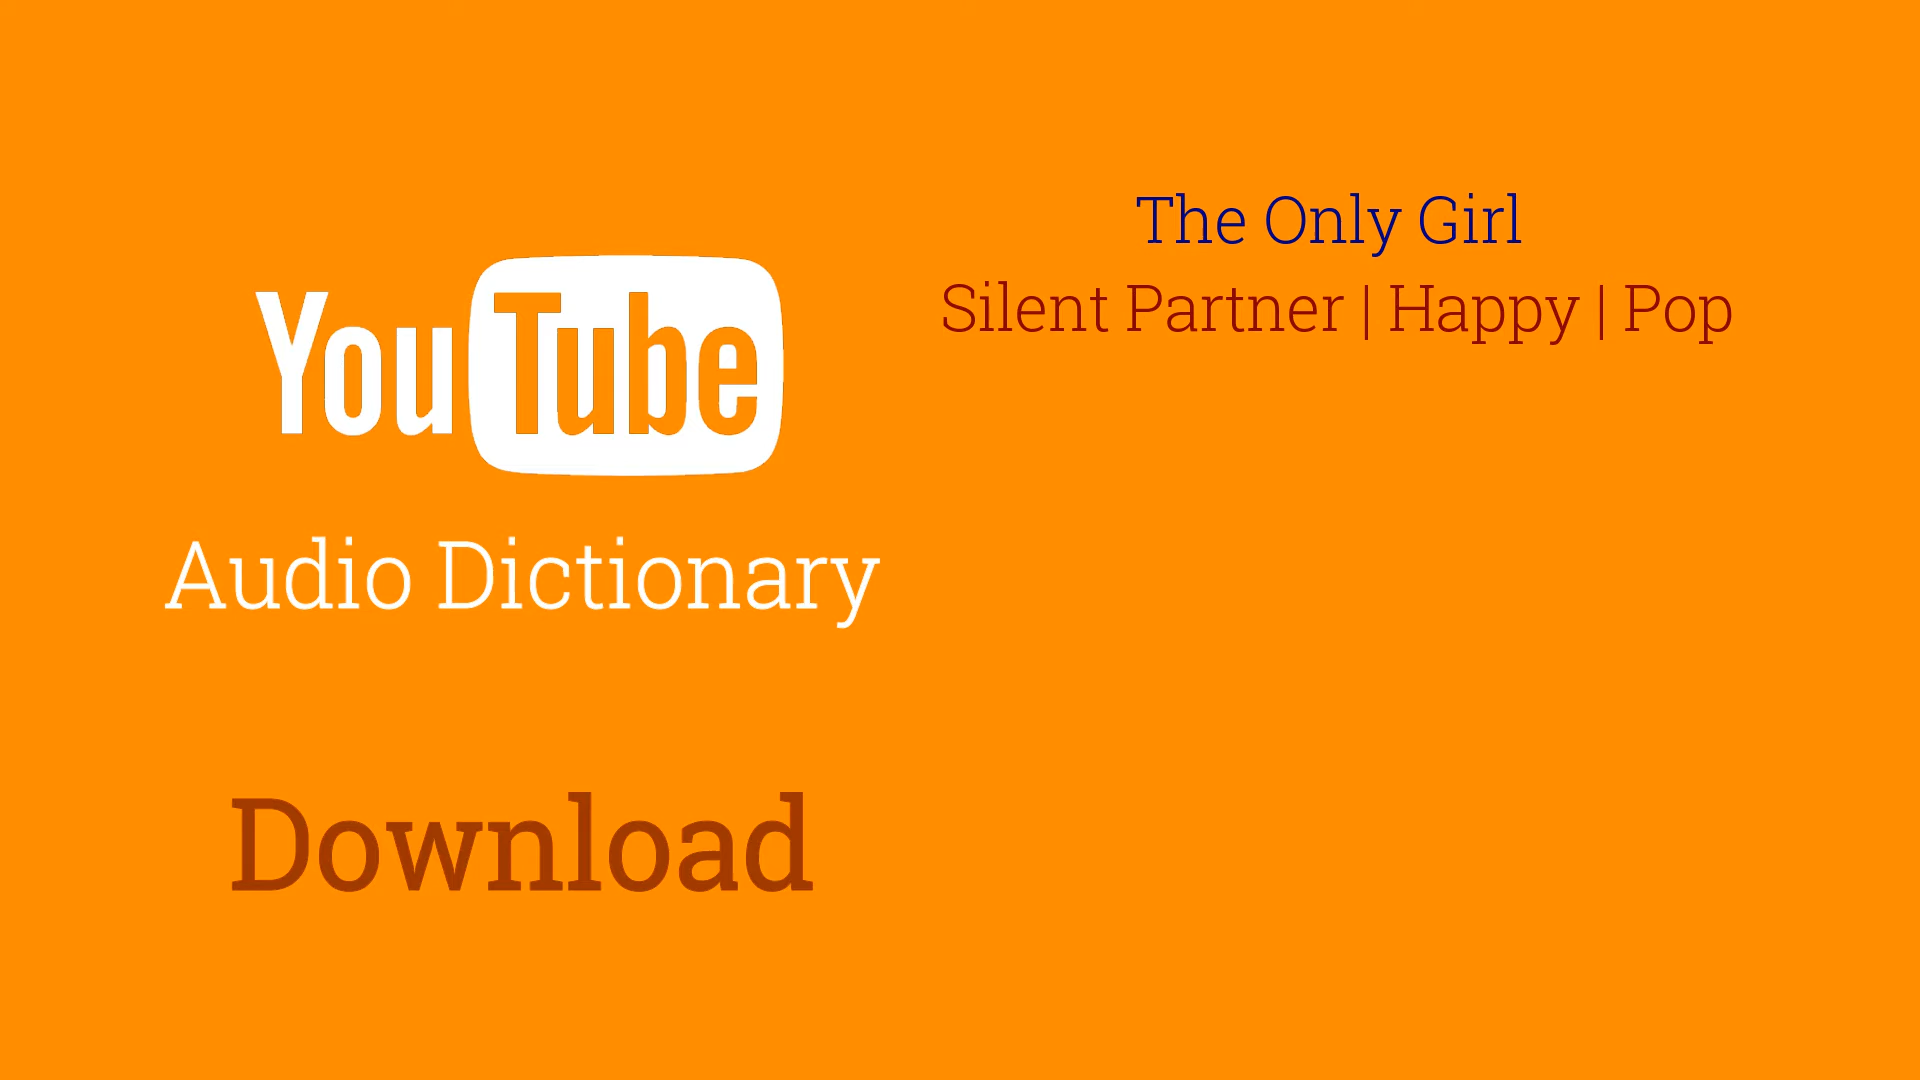 YouTube
Audio Dictionary
Download
The Only Girl
Silent Partner | Happy | Pop